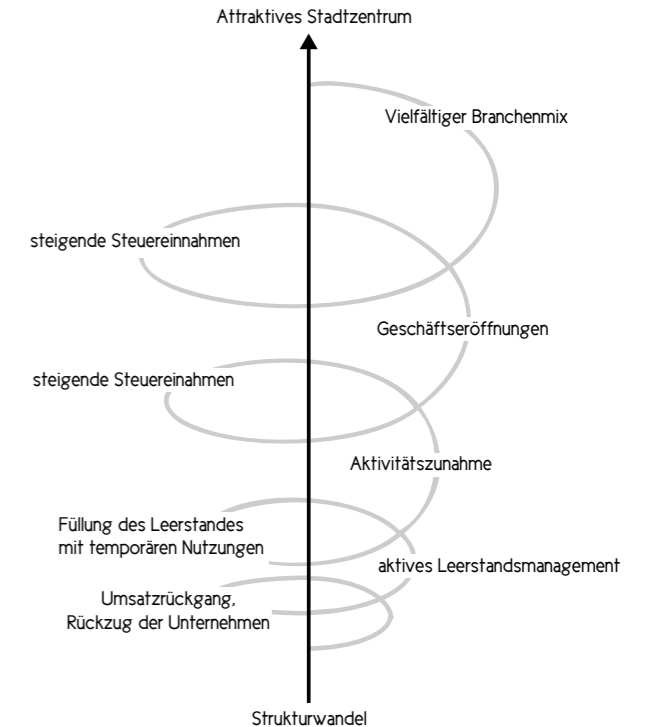 Attraktives Stadtzentrum
Vielfältiger Branchenmix
steigende Steuereinnahmen
Geschäftseröffnungen
steigende Steuereinahmen
Aktivitätszunahme
Füllung des Leerstandes
mit temporären Nutzungen
aktives Leerstandsmanagement
Umsatzrückgang,
Rückzug der Unternehmen
Strukturwandel